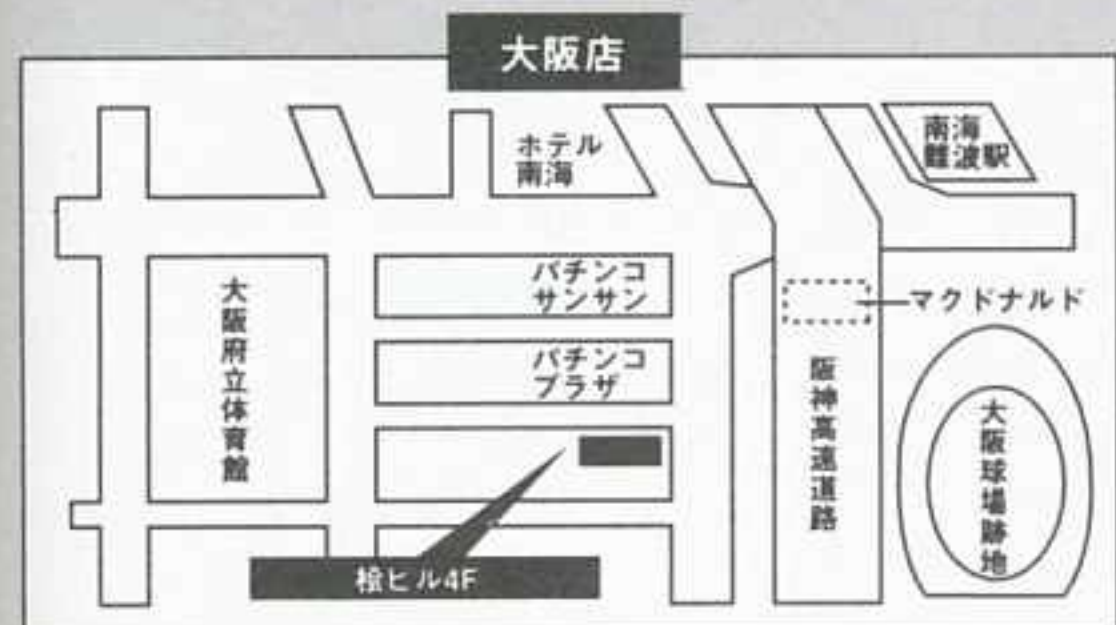 大阪店
ホテル
南海
南海
難波駅
パチンコ
サンサン
マクドナルド
パチンコ
プラザ
大阪府立体育館
阪神高速道路
大阪球場跡地
桧ビル4F